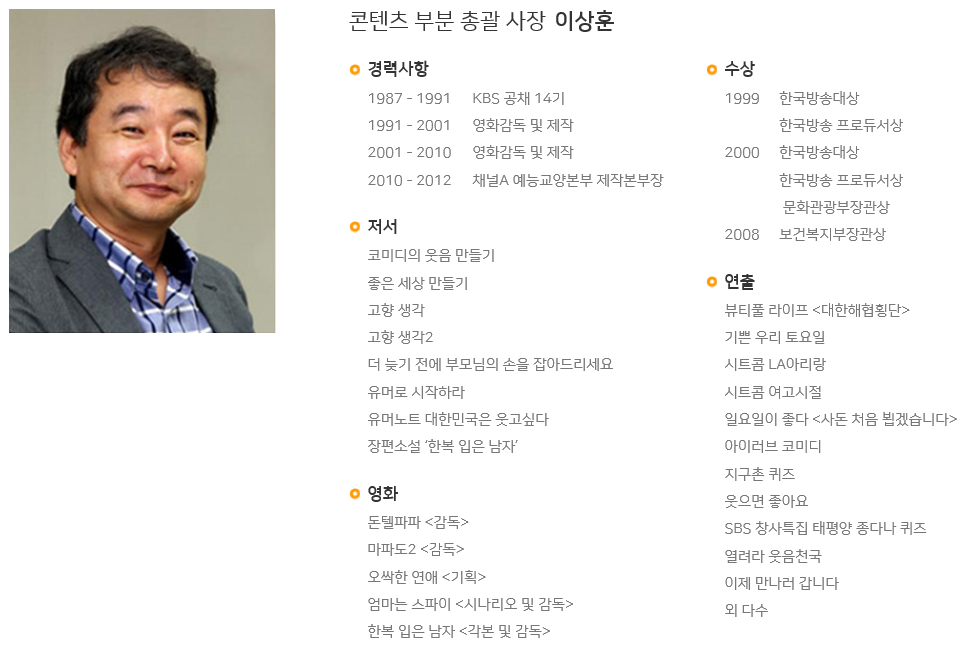 콘텐츠 부분 총괄 사장 이상훈
경력사항
1987 - 1991 KBS 공채 14기
1991 - 2001 영화감독 및 제작
2001 - 2010 영화감독 및 제작
2010 - 2012 채널A 예능교양본부 제작본부장
저서
코미디의 웃음 만들기
좋은 세상 만들기
고향 생각
고향 생각2
더 늦기 전에 부모님의 손을 잡아드리세요
유머로 시작하라
유머노트 대한민국은 웃고싶다
장편소설 ‘한복 입은 남자’
영화
돈텔파파 <감독>
마파도2 <감독>
오싹한 연애 <기획>
엄마는 스파이 <시나리오 및 감독>
한복 입은 남자 <각본 및 감독>
수상
1999 한국방송대상
한국방송 프로듀서상
2000 한국방송대상
한국방송 프로듀서상
문화관광부장관상
2008 보건복지부장관상
연출
뷰티풀 라이프 <대한해협횡단>
기쁜 우리 토요일
시트콤 LA아리랑
시트콤 여고시절
일요일이 좋다 <사돈 처음 뵙겠습니다>
아이러브 코미디
지구촌 퀴즈
웃으면 좋아요
SBS 창사특집 태평양 종다나 퀴즈
열려라 웃음천국
이제 만나러 갑니다
외 다수